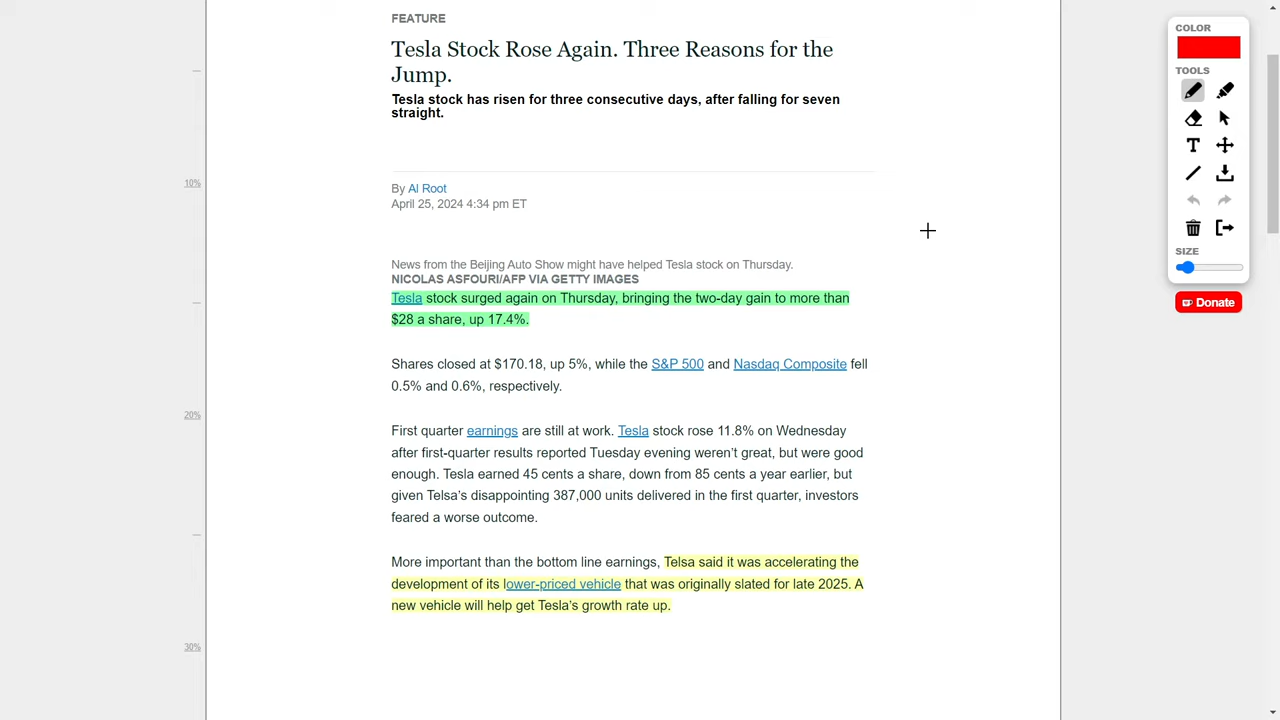 FEATURE
Tesla Stock Rose Again. Three Reasons for the
Jump.
Tesla stock has risen for three consecutive days, after falling for seven
straight.
By Al Root
April 25, 2024 4:34 pm ET
News from the Beijing Auto Show might have helped Tesla stock on Thursday.
NICOLAS ASFOURI/AFP VIA GETTY IMAGES
Tesla stock surged again on Thursday, bringing the two-day gain to more than
$28 a share, up 17.4%.
Shares closed at $170.18, up 5%, while the S&P 500 and Nasdaq Composite fell
0.5% and 0.6%, respectively.
First quarter earnings are still at work. Tesla stock rose 11.8% on Wednesday
after first-quarter results reported Tuesday evening weren’t great, but were good
enough. Tesla earned 45 cents a share, down from 85 cents a year earlier, but
given Telsa’s disappointing 387,000 units delivered in the first quarter, investors
feared a worse outcome.
More important than the bottom line earnings, Telsa said it was accelerating the
development of its lower-priced vehicle that was originally slated for late 2025. A
new vehicle will help get Tesla’s growth rate up.
10%
20%
30%
COLOR
TOOLS
T
SIZE
Donate